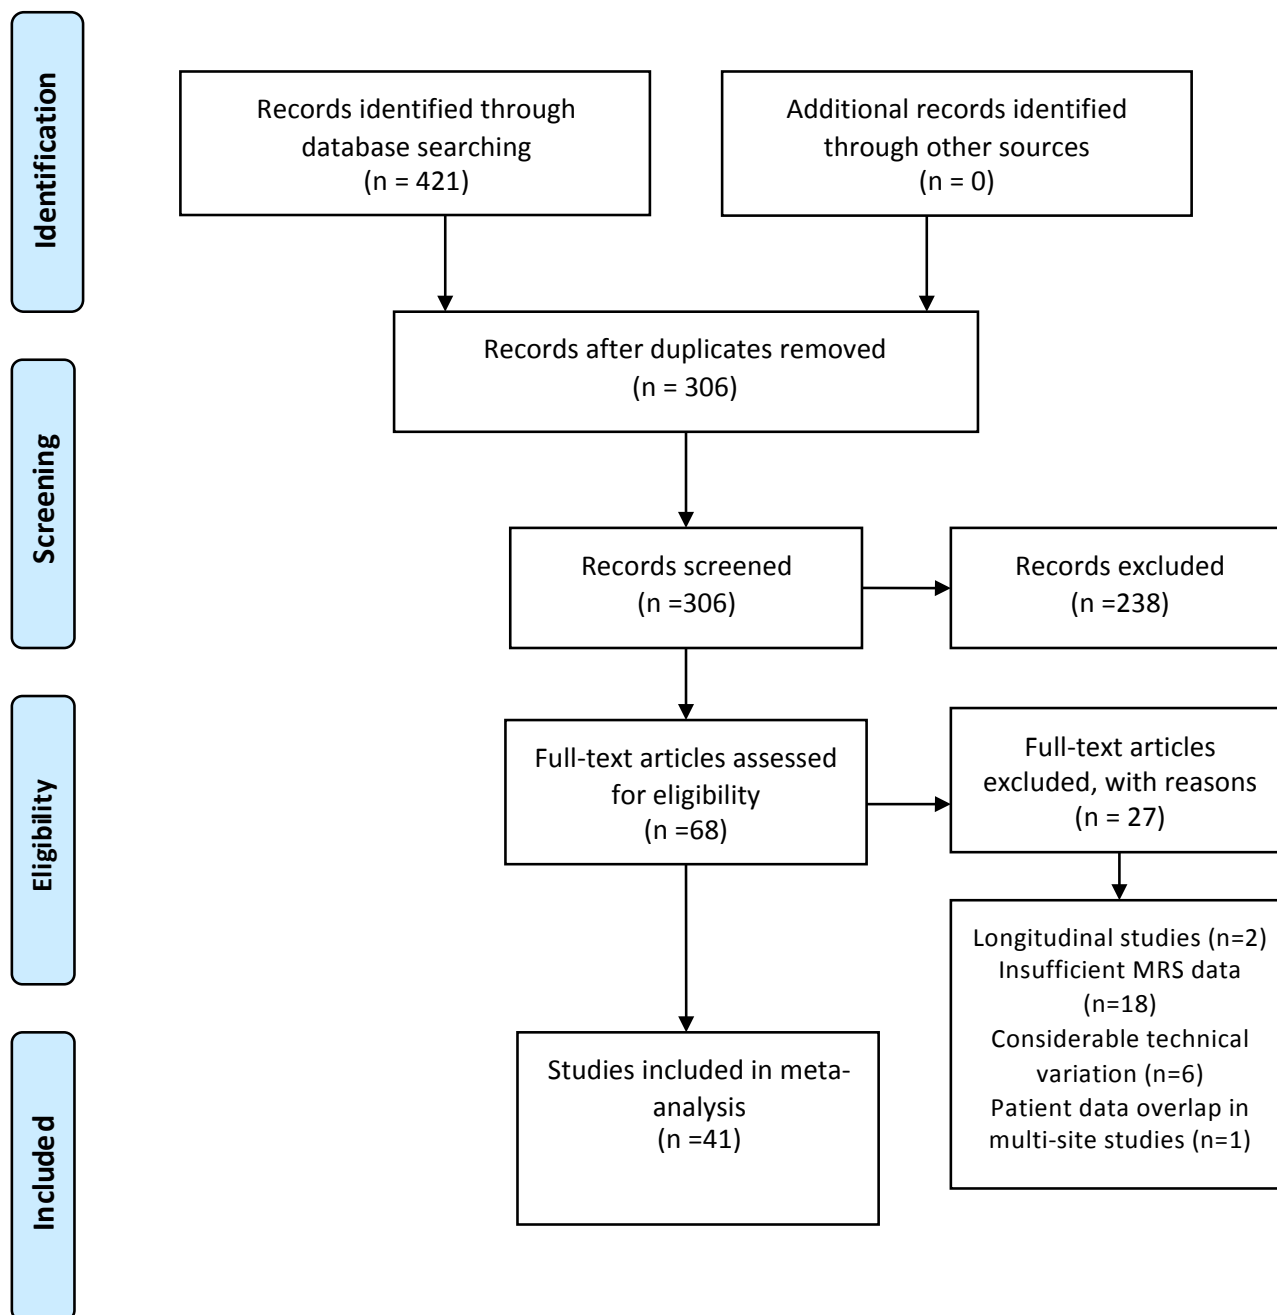 Identification
Records identified through
database searching
(n = 421)
Additional records identified
through other sources
(n = 0)
Records after duplicates removed
(n = 306)
Screening
Records screened
(n =306)
Records excluded
(n =238)
Eligibility
Full-text articles assessed
for eligibility
(n =68)
Full-text articles
excluded, with reasons
(n = 27)
Longitudinal studies (n=2)
Insufficient MRS data
(n=18)
Considerable technical
variation (n=6)
Patient data overlap in
multi-site studies (n=1)
Included
Studies included in meta-
analysis
(n =41)